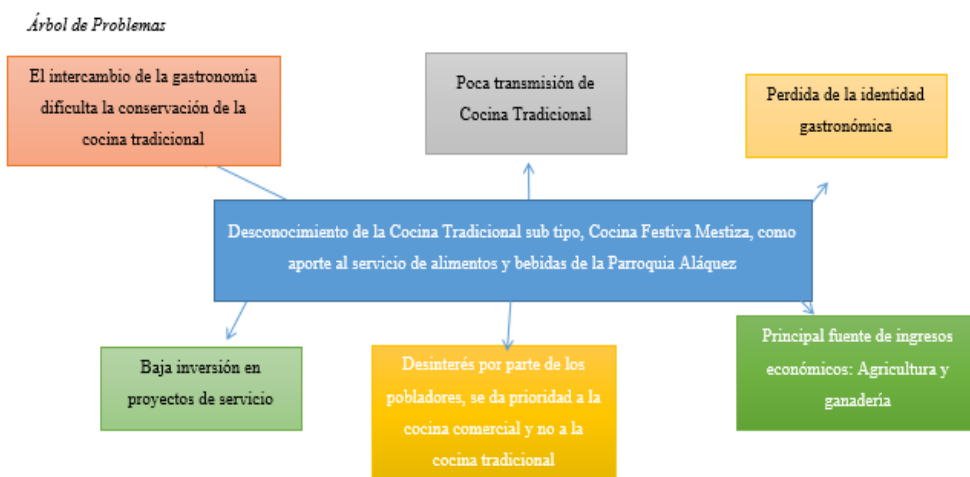 Árbol de Problemas
El intercambio de la gastronomía
dificulta la conservación de la
cocina tradicional
Poca transmisión de
Cocina Tradicional
Perdida de la identidad
gastronómica
Desconocimiento de la Cocina Tradicional sub tipo, Cocina Festiva Mestiza, como
aporte al servicio de alimentos y bebidas de la Parroquia Aláquez
Baja inversión en
proyectos de servicio
Desinterés por parte de los
pobladores, se da prioridad a la
cocina comercial y no a la
cocina tradicional
Principal fuente de ingresos
económicos: Agricultura y
ganadería